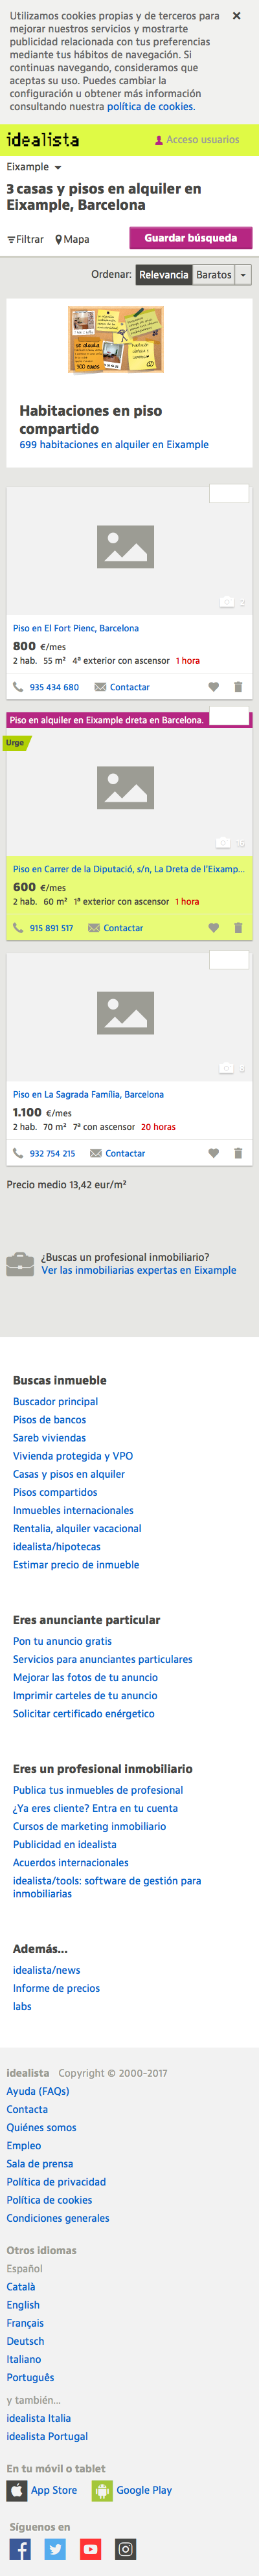 Utilizamos cookies propias y de terceros para
mejorar nuestros servicios y mostrarte
publicidad relacionada con tus preferencias
mediante tus hábitos de navegación. Si
continuas navegando, consideramos que
aceptas su uso. Puedes cambiar la
configuración u obtener más información
consultando nuestra política de cookies.
idealista
Acceso usuarios
Eixample
3 casas y pisos en alquiler en
Eixample, Barcelona
Filtrar
Mapa
Guardar búsqueda
Ordenar:
Relevancia
Baratos
Habitaciones en piso
compartido
699 habitaciones en alquiler en Eixample
2
Piso en El Fort Pienc, Barcelona
800 €/mes
2 hab. 55 m² 4ª exterior con ascensor 1 hora
935 434 680
Contactar
Piso en alquiler en Eixample dreta en Barcelona.
Urge
16
Piso en Carrer de la Diputació, s/n, La Dreta de l'Eixamp...
600 €/mes
2 hab. 60 m² 1ª exterior con ascensor 1 hora
915 891 517
Contactar
8
Piso en La Sagrada Família, Barcelona
1.100 €/mes
2 hab. 70 m² 7ª con ascensor 20 horas
932 754 215
Contactar
Precio medio 13,42 eur/m²
¿Buscas un profesional inmobiliario?
Ver las inmobiliarias expertas en Eixample
Buscas inmueble
Buscador principal
Pisos de bancos
Sareb viviendas
Vivienda protegida y VPO
Casas y pisos en alquiler
Pisos compartidos
Inmuebles internacionales
Rentalia, alquiler vacacional
idealista/hipotecas
Estimar precio de inmueble
Eres anunciante particular
Pon tu anuncio gratis
Servicios para anunciantes particulares
Mejorar las fotos de tu anuncio
Imprimir carteles de tu anuncio
Solicitar certificado enérgetico
Eres un profesional inmobiliario
Publica tus inmuebles de profesional
¿Ya eres cliente? Entra en tu cuenta
Cursos de marketing inmobiliario
Publicidad en idealista
Acuerdos internacionales
idealista/tools: software de gestión para
inmobiliarias
Además...
idealista/news
Informe de precios
labs
idealista Copyright © 2000-2017
Ayuda (FAQs)
Contacta
Quiénes somos
Empleo
Sala de prensa
Política de privacidad
Política de cookies
Condiciones generales
Otros idiomas
Español
Català
English
Français
Deutsch
Italiano
Português
y también...
idealista Italia
idealista Portugal
En tu móvil o tablet
App Store
Google Play
Síguenos en